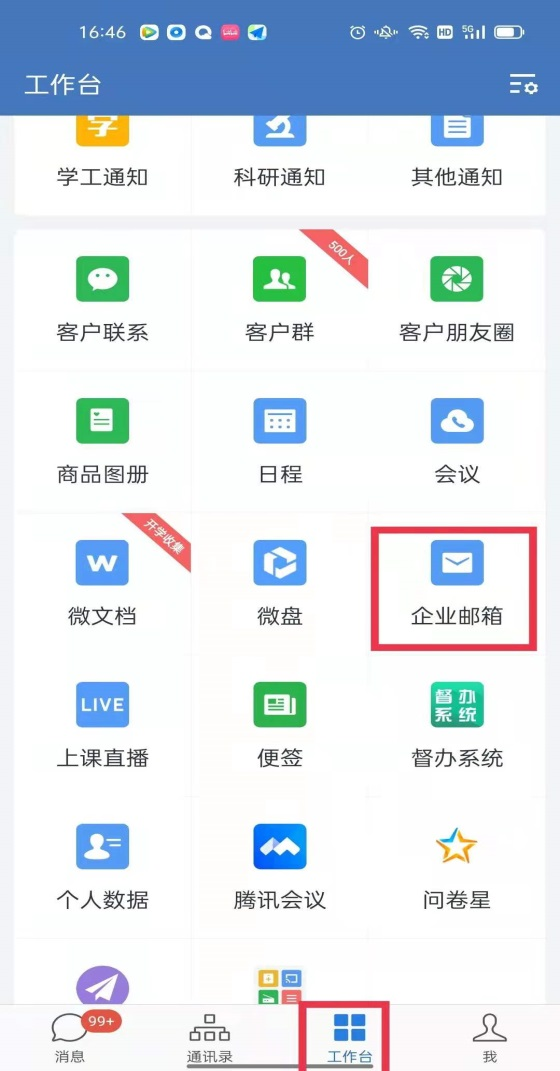 16:46
HD 5G
工作台
学
学工通知
科研通知
其他通知
500人
客户联系
客户群
客户朋友圈
商品图册
日程
会议
开学收集
W
微文档
微盘
企业邮箱
LIVE
督办
系统
上课直播
便签
督办系统
个人数据
腾讯会议
问卷星
99+
消息
通讯录
工作台
我